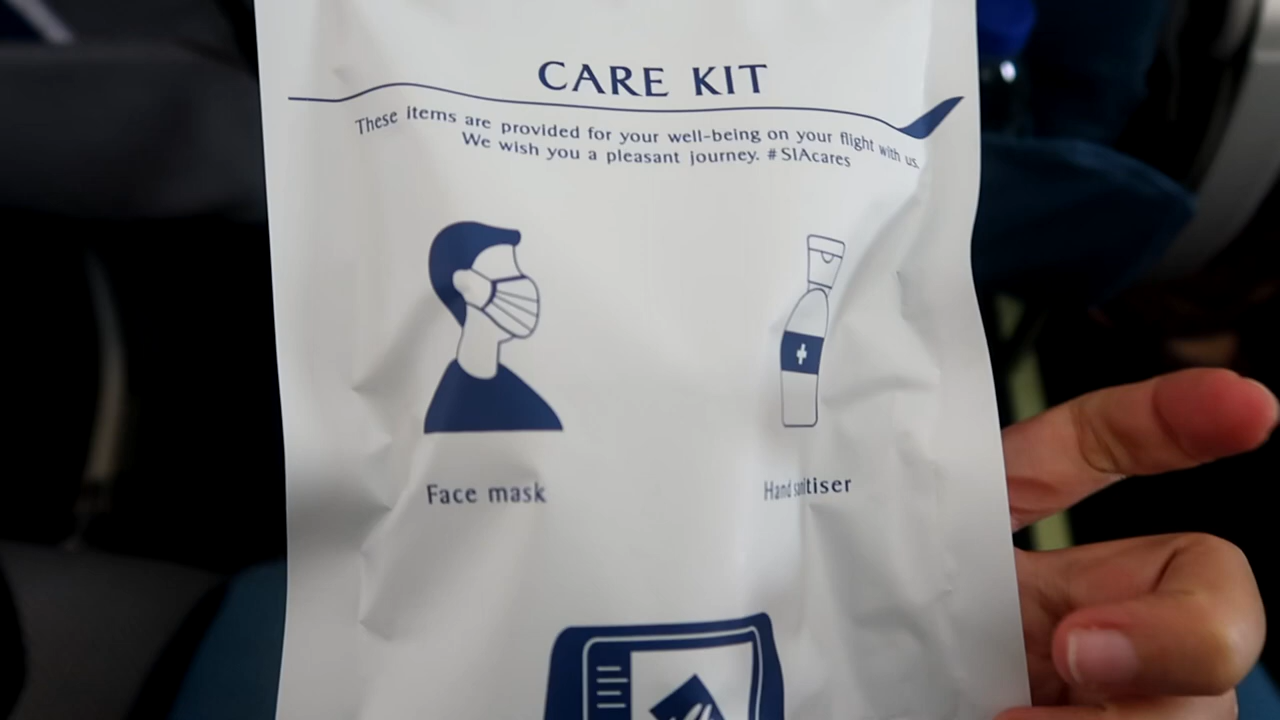 CARE KIT
These items are provided for your well-being on your flight with us.
We wish you a pleasant journey. #SIAcares
Face mask
Hand sanitiser